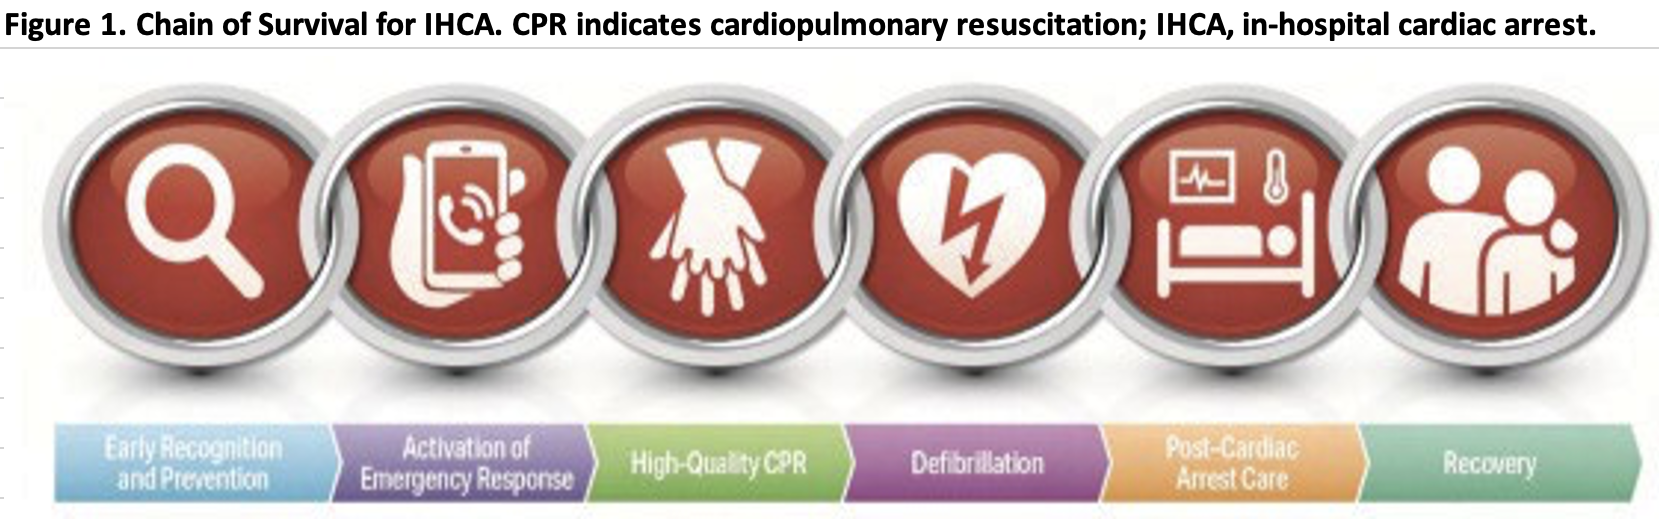 Figure 1. Chain of Survival for IHCA. CPR indicates cardiopulmonary resuscitation; IHCA, in-hospital cardiac arrest.
Early Recognition
and Prevention
Activation of
Emergency Response
High-Quality CPR
Defibrillation
Post-Cardiac
Arrest Care
Recovery